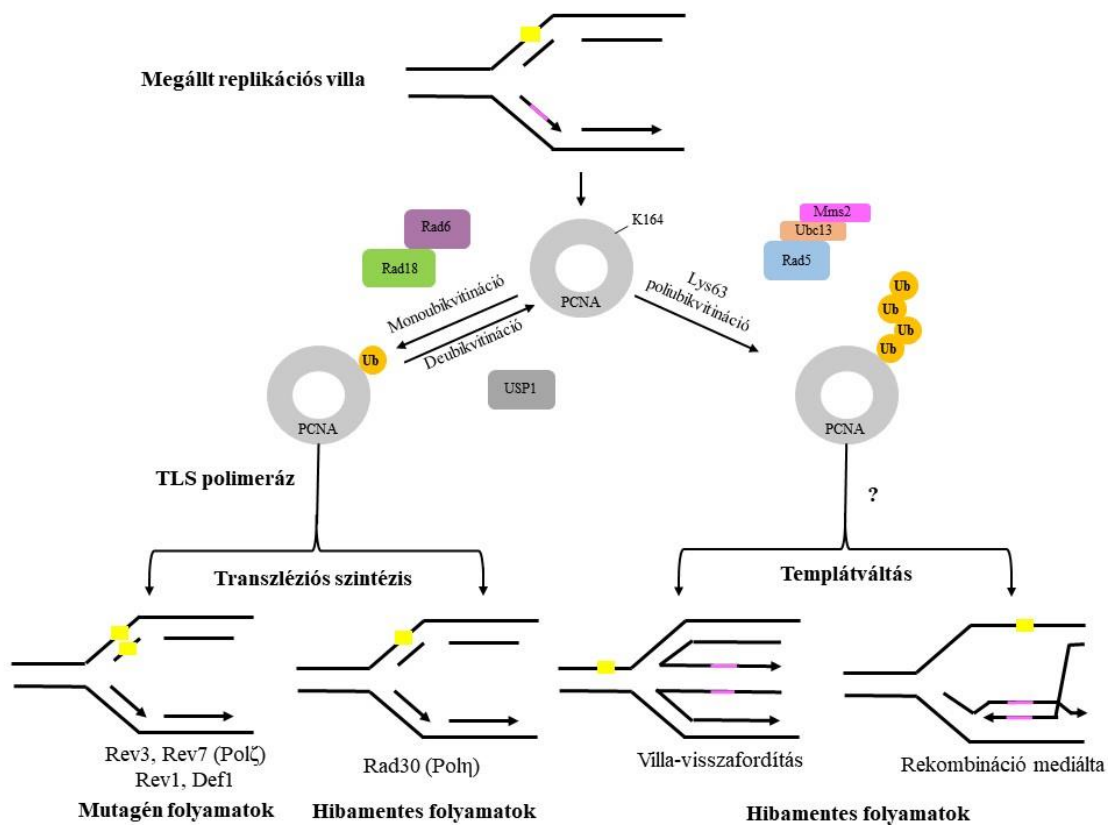 Megállt replikációs villa
Rad6
Rad18
K164
PCNA
Mms2
Ubc13
Rad5
Monoubikvitináció
Deubikvitináció
Lys63
poliubikvitináció
Ub
PCNA
USP1
Ub
Ub
Ub
Ub
PCNA
TLS polimeráz
?
Transzléziós szintézis
Templátváltás
Rev3, Rev7 (Polζ)
Rev1, Def1
Mutagén folyamatok
Rad30 (Polη)
Hibamentes folyamatok
Villa-visszafordítás
Rekombináció mediálta
Hibamentes folyamatok